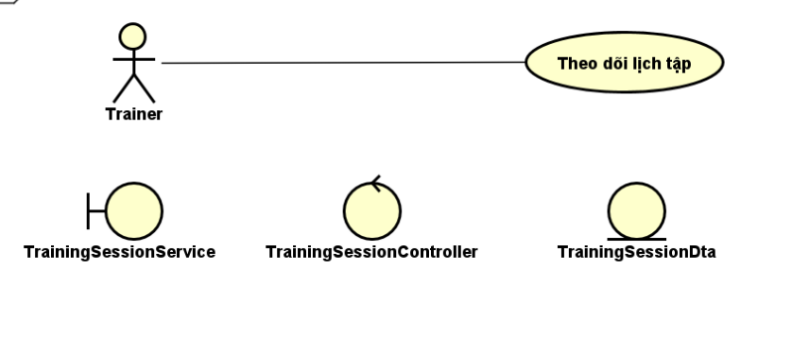 Theo dõi lịch tập
Trainer
TrainingSessionService
TrainingSessionController
TrainingSessionDta